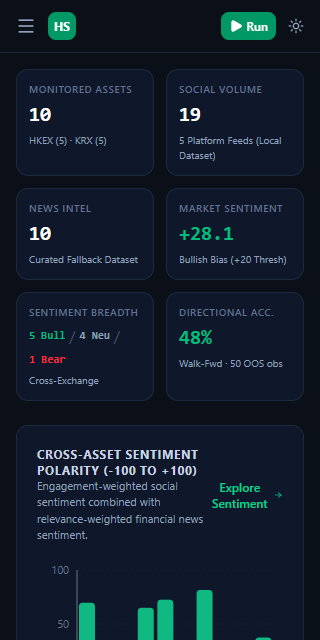 HS
Run
MONITORED ASSETS
10
HKEX (5) · KRX (5)
SOCIAL VOLUME
19
5 Platform Feeds (Local
Dataset)
NEWS INTEL
10
Curated Fallback Dataset
MARKET SENTIMENT
+28.1
Bullish Bias (+20 Thresh)
SENTIMENT BREADTH
5 Bull / 4 Neu /
1 Bear
Cross-Exchange
DIRECTIONAL ACC.
48%
Walk-Fwd · 50 OOS obs
CROSS-ASSET SENTIMENT
POLARITY (-100 TO +100)
Engagement-weighted social
sentiment combined with
relevance-weighted financial news
sentiment.
Explore
Sentiment →
100
50